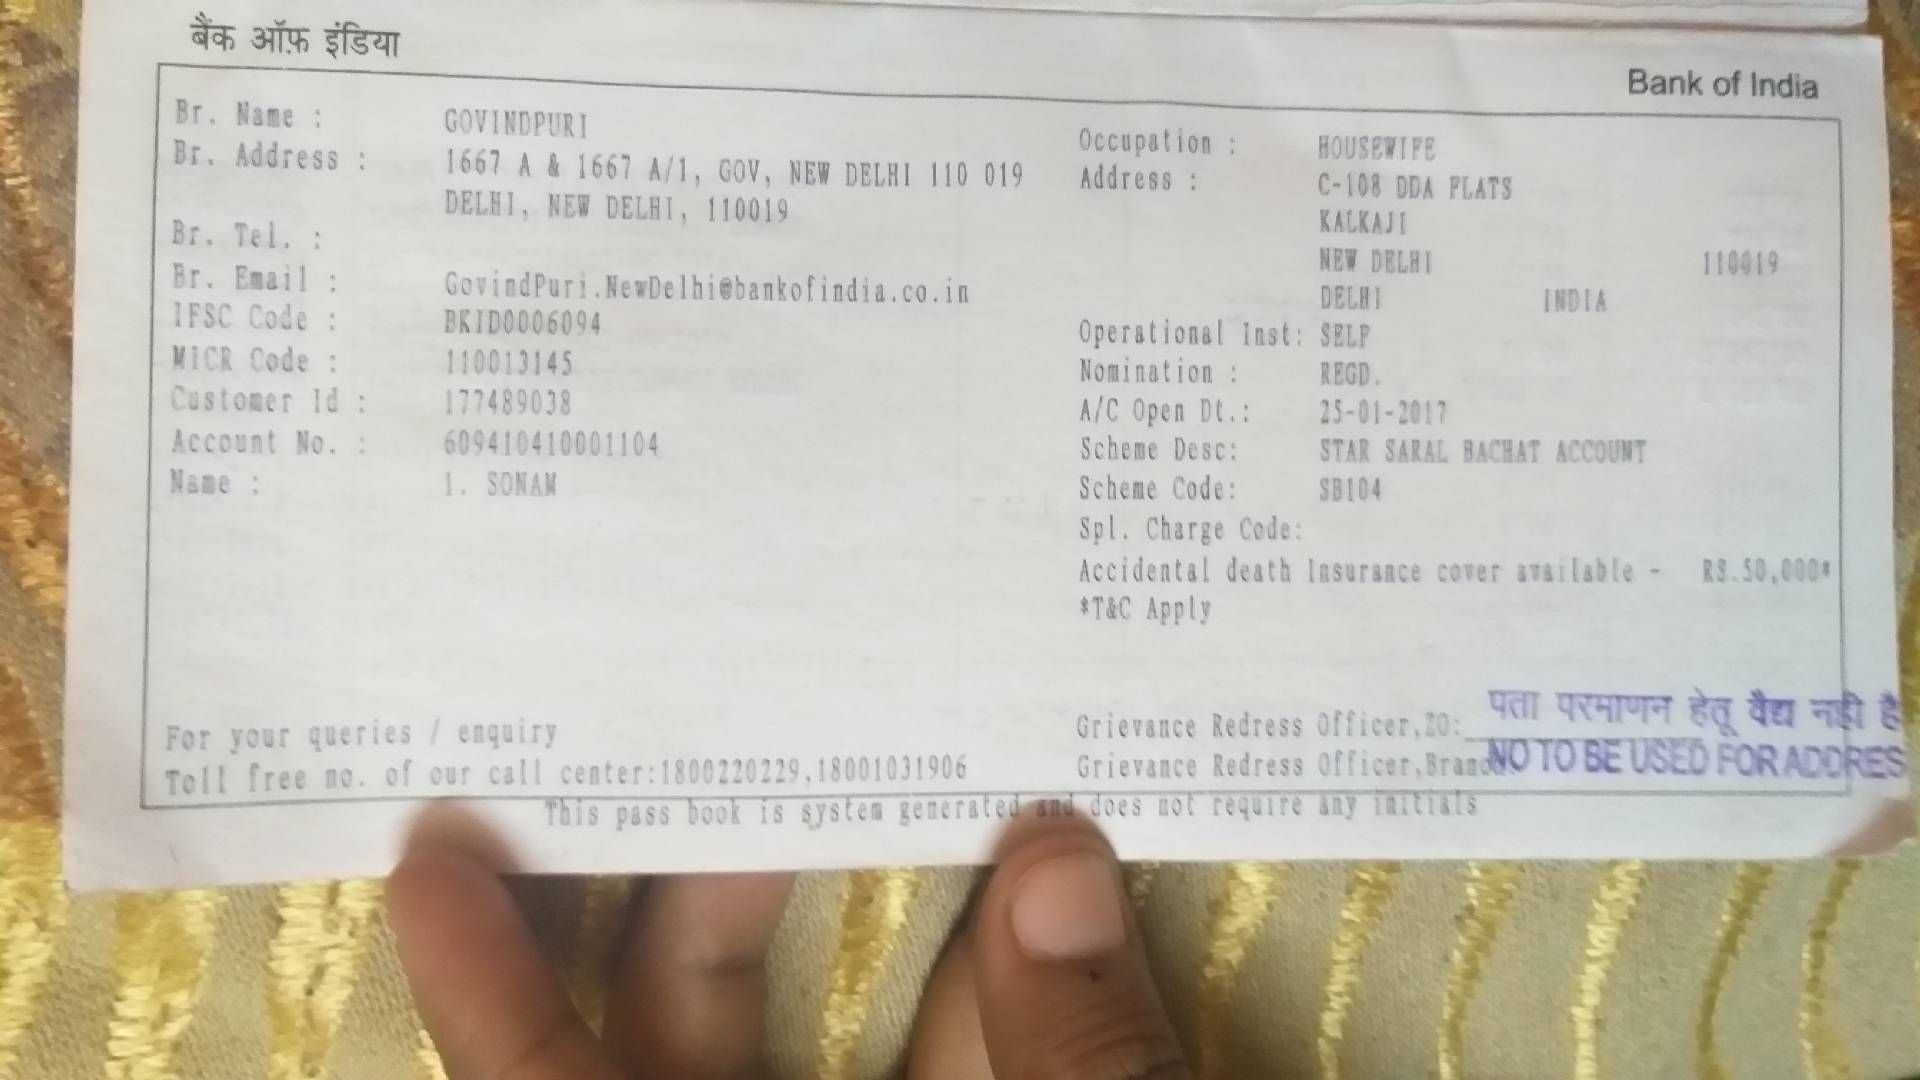 बैंक ऑफ़ इंडिया
Bank of India
Br. Name : GOVINDPURI
Br. Address : 1667 A & 1667 A/1, GOV, NEW DELHI 110 019
DELHI, NEW DELHI, 110019
Br. Tel. :
Br. Email : GovindPuri.NewDelhi@bankofindia.co.in
IFSC Code : BKID0006094
MICR Code : 110013145
Customer Id : 177489038
Account No. : 609410410001104
Name : 1. SONAM
Occupation : HOUSEWIFE
Address : C-108 DDA FLATS
KALKAJI
NEW DELHI 110019
DELHI INDIA
Operational Inst: SELF
Nomination : REGD.
A/C Open Dt.: 25-01-2017
Scheme Desc: STAR SARAL BACHAT ACCOUNT
Scheme Code: SB104
Spl. Charge Code:
Accidental death Insurance cover available - RS.50,000*
*T&C Apply
For your queries / enquiry
Toll free no. of our call center:1800220229,18001031906
Grievance Redress Officer,ZO:
Grievance Redress Officer,Branc
पता परमाणन हेतू वैद्य नही है
NO TO BE USED FOR ADDRES
This pass book is system generated and does not require any initials